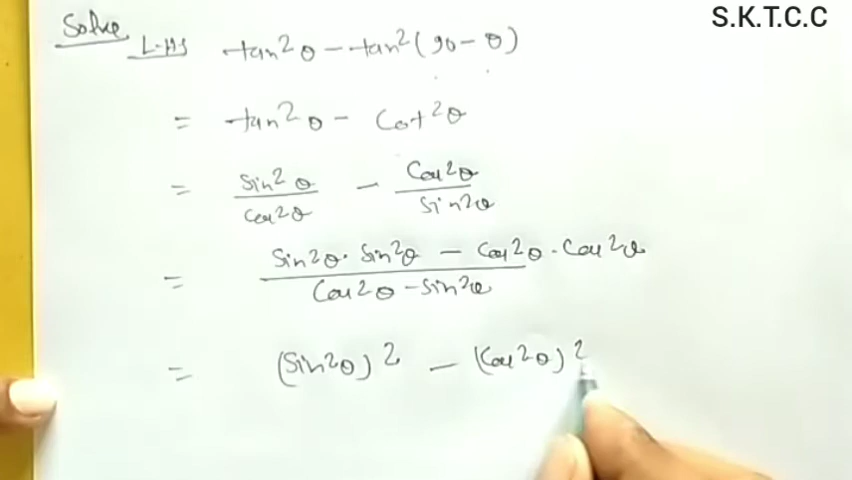 S.K.T.C.C
Solve
L.H.S tan²θ - tan²(90 - θ)
= tan²θ - Cot²θ
= Sin²θ/Cos²θ - Cos²θ/Sin²θ
= Sin²θ · Sin²θ - Cos²θ · Cos²θ / Cos²θ - Sin²θ
= (Sin²θ)² - (Cos²θ)²